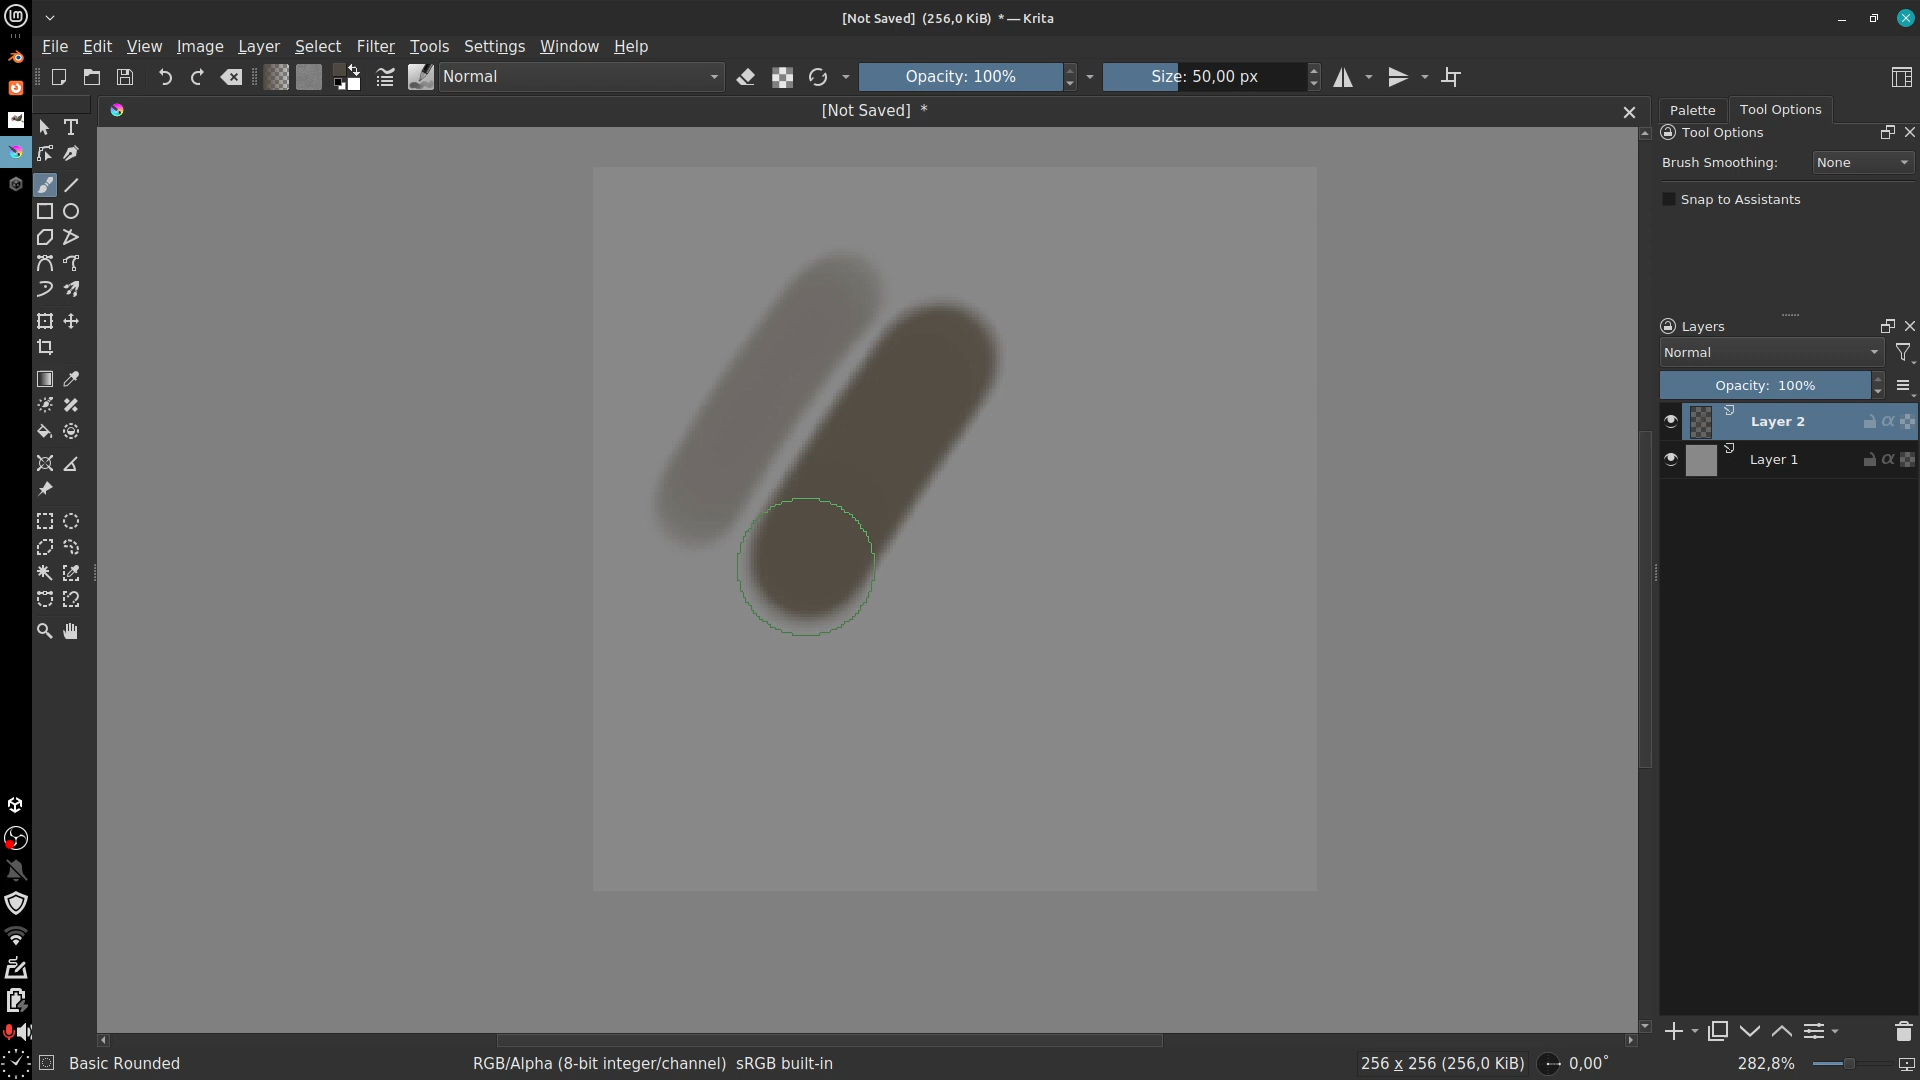 [Not Saved]  (256,0 KiB)  * — Krita
File Edit View Image Layer Select Filter Tools Settings Window Help
Normal Opacity: 100% Size: 50,00 px
[Not Saved]  *
Palette Tool Options
Tool Options
Brush Smoothing: None
Snap to Assistants
Layers
Normal
Opacity:  100%
Layer 2
Layer 1
Basic Rounded RGB/Alpha (8-bit integer/channel)  sRGB built-in 256 x 256 (256,0 KiB) 0,00° 282,8%